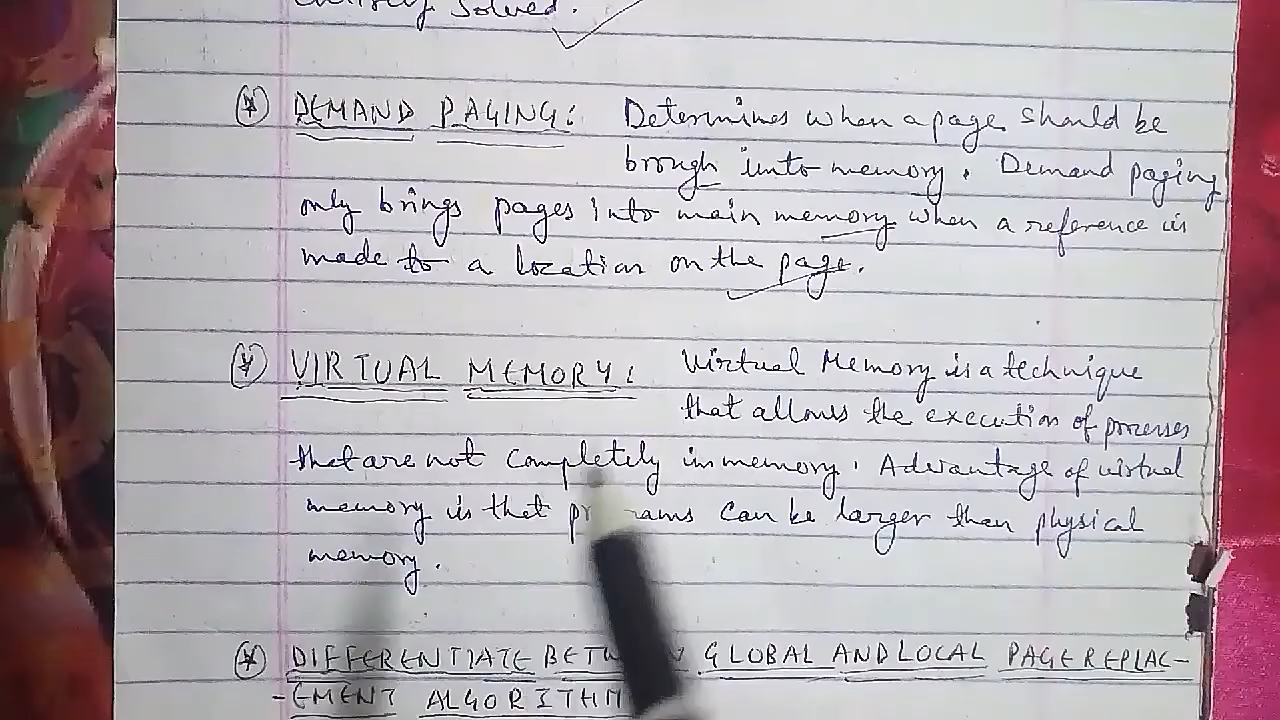 Solved.
DEMAND PAGING: Determines when a page should be
brough into memory. Demand paging
only brings pages into main memory when a reference is
made to a location on the page.
VIRTUAL MEMORY: Virtual Memory is a technique
that allows the execution of processes
that are not completely in memory. Advantage of virtual
memory is that programs can be larger than physical
memory.
DIFFERENTIATE GLOBAL AND LOCAL PAGE REPLAC-
-EMENT